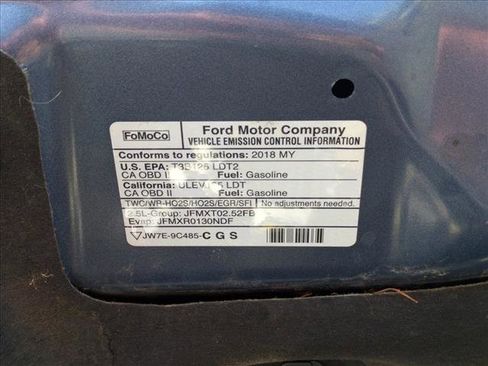 FoMoCo
Ford Motor Company
VEHICLE EMISSION CONTROL INFORMATION
Conforms to regulations: 2018 MY
U.S. EPA: T3B125 LDT2
CA OBD II Fuel: Gasoline
California: ULEV125 LDT
CA OBD II Fuel: Gasoline
TWC/WR-HO2S/HO2S/EGR/SFI No adjustments needed.
2.5L-Group: JFMXT02.52FB
Evap: JFMXR0130NDF
JW7E-9C485-C G S